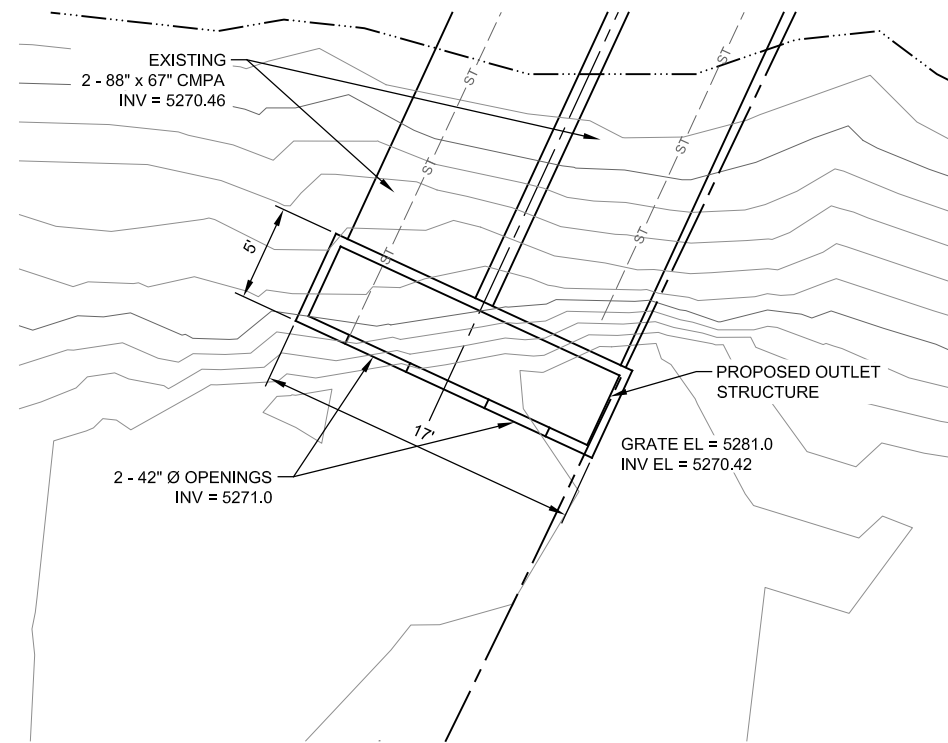 EXISTING
2 - 88" x 67" CMPA
INV = 5270.46
ST
ST
ST
ST
ST
ST
5'
17'
PROPOSED OUTLET
STRUCTURE
GRATE EL = 5281.0
INV EL = 5270.42
2 - 42" Ø OPENINGS
INV = 5271.0